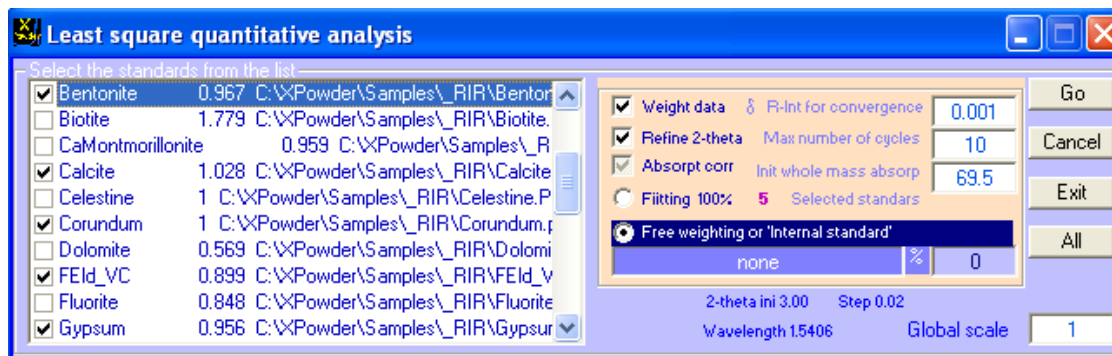 Least square quantitative analysis
Select the standards from the list
Bentonite 0.967 C:\XPowder\Samples\_RIR\Benton
Biotite 1.779 C:\XPowder\Samples\_RIR\Biotite.
CaMontmorillonite 0.959 C:\XPowder\Samples\_R
Calcite 1.028 C:\XPowder\Samples\_RIR\Calcite
Celestine 1 C:\XPowder\Samples\_RIR\Celestine.P
Corundum 1 C:\XPowder\Samples\_RIR\Corundum.p
Dolomite 0.569 C:\XPowder\Samples\_RIR\Dolomi
FEld_VC 0.899 C:\XPowder\Samples\_RIR\FEld_V
Fluorite 0.848 C:\XPowder\Samples\_RIR\Fluorite
Gypsum 0.956 C:\XPowder\Samples\_RIR\Gypsur
Weight data δ R-Int for convergence 0.001
Refine 2-theta Max number of cycles 10
Absorpt corr Init whole mass absorp 69.5
Fiitting 100% 5 Selected standars
Free weighting or 'Internal standard'
none % 0
2-theta ini 3.00 Step 0.02
Wavelength 1.5406 Global scale 1
Go
Cancel
Exit
All